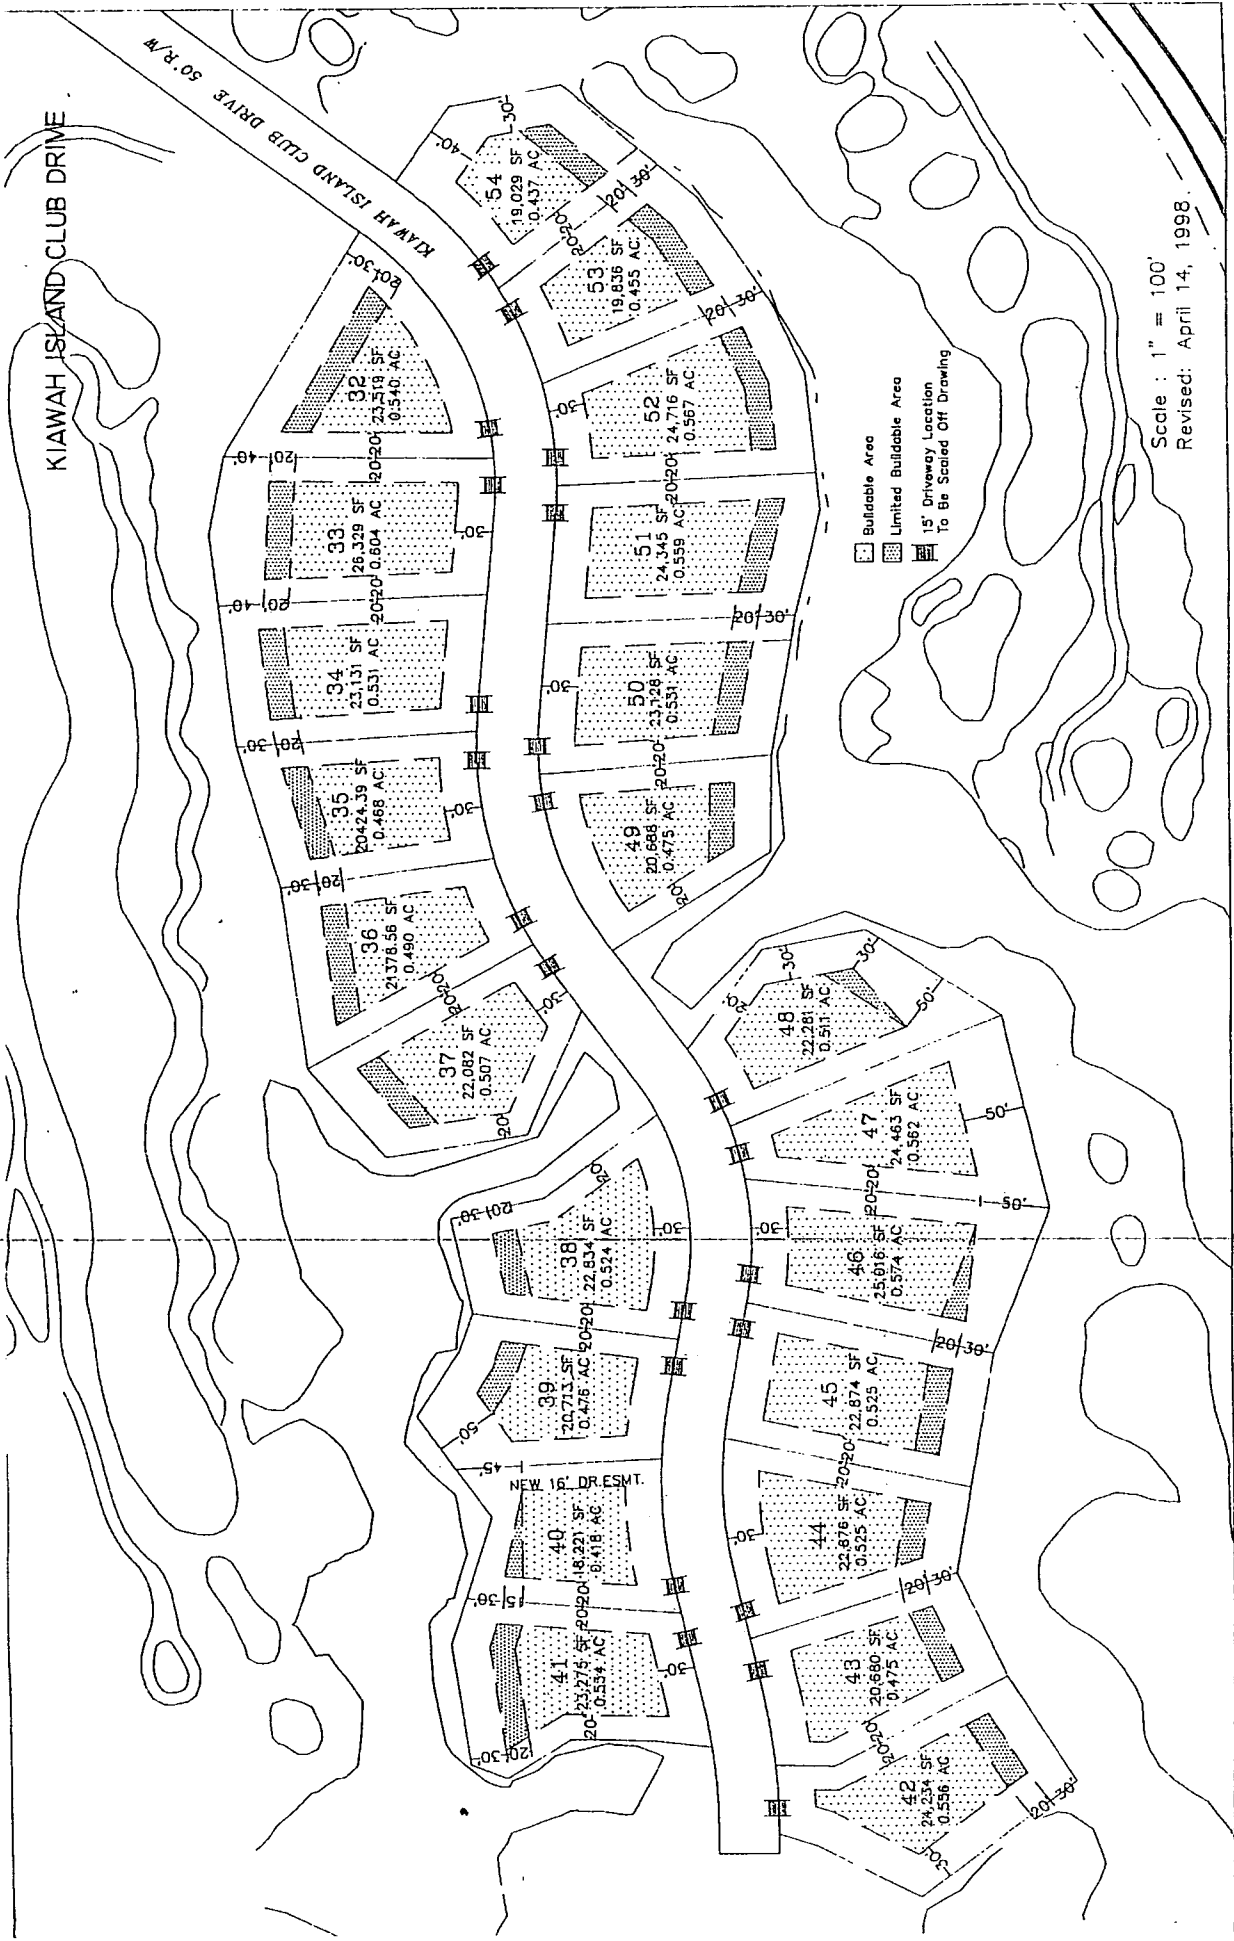 KIAWAH ISLAND CLUB DRIVE
KIAWAH ISLAND CLUB DRIVE 50' R/W
32
23,519 SF
0.540 AC
33
26,329 SF
0.604 AC
34
23,131 SF
0.531 AC
35
20424.39 SF
0.468 AC
36
21378.56 SF
0.490 AC
37
22,082 SF
0.507 AC
38
22,834 SF
0.524 AC
39
20,713 SF
0.476 AC
NEW 16' DR.ESMT.
40
18,221 SF
0.418 AC
41
23,275 SF
0.534 AC
42
24,234 SF
0.556 AC
43
20,680 SF
0.475 AC
44
22,876 SF
0.525 AC
45
22,874 SF
0.525 AC
46
25,016 SF
0.574 AC
47
24,463 SF
0.562 AC
48
22,281 SF
0.511 AC
49
20,688 SF
0.475 AC
50
23,128 SF
0.531 AC
51
24,345 SF
0.559 AC
52
24,716 SF
0.567 AC
53
19,836 SF
0.455 AC
54
19,029 SF
0.437 AC
Buildable Area
Limited Buildable Area
15' Driveway Location
To Be Scaled Off Drawing
Scale : 1" = 100'
Revised: April 14, 1998.